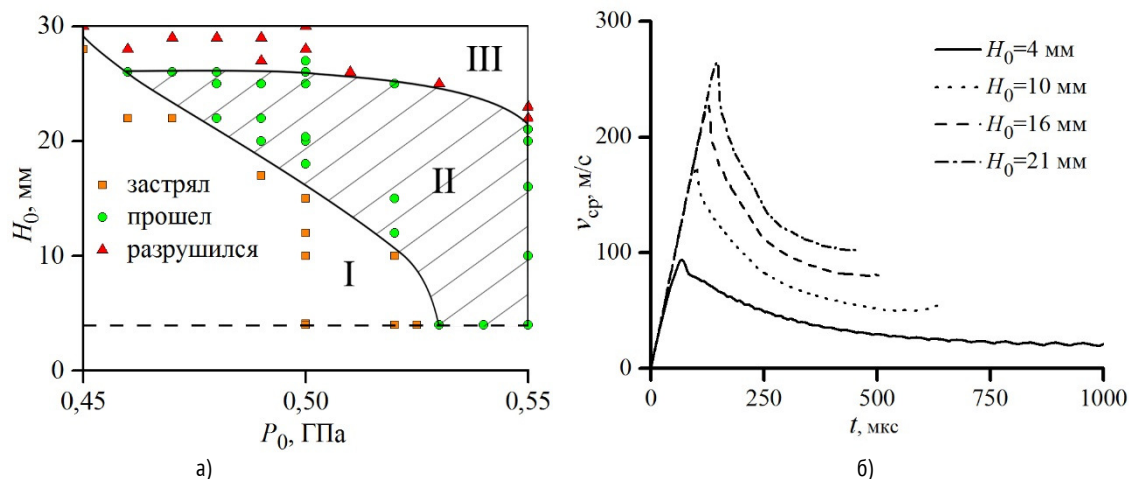 30
20
10
0
H₀, мм
0,45
0,50
0,55
P₀, ГПа
I
II
III
застрял
прошел
разрушился
а)
300
200
100
0
v_ср, м/с
0
250
500
750
1000
t, мкс
H₀=4 мм
H₀=10 мм
H₀=16 мм
H₀=21 мм
б)